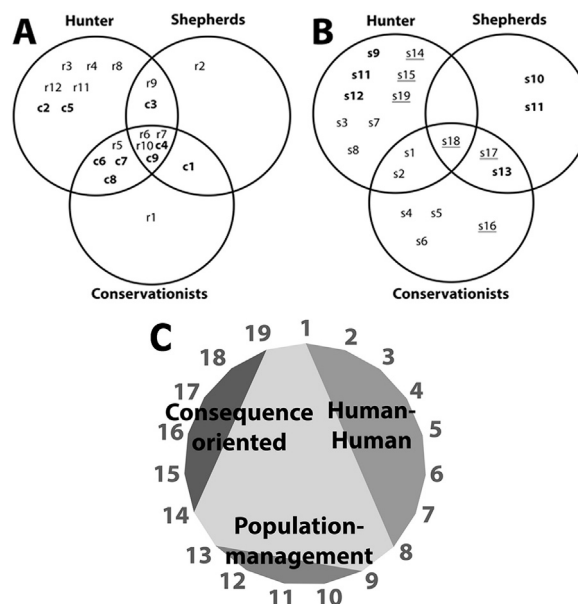 A
Hunter
Shepherds
r3 r4 r8
r12 r11
c2 c5
r9
c3
r2
r6 r7
r10 c4
c9
r5
c6 c7
c8
c1
r1
Conservationists
B
Hunter
Shepherds
s9 s14
s11 s15
s12 s19
s3 s7
s8
s10
s11
s18
s1
s2
s17
s13
s4 s5
s6
s16
Conservationists
C
1
2
3
4
5
6
7
8
9
10
11
12
13
14
15
16
17
18
19
Consequence
oriented
Human-
Human
Population-
management